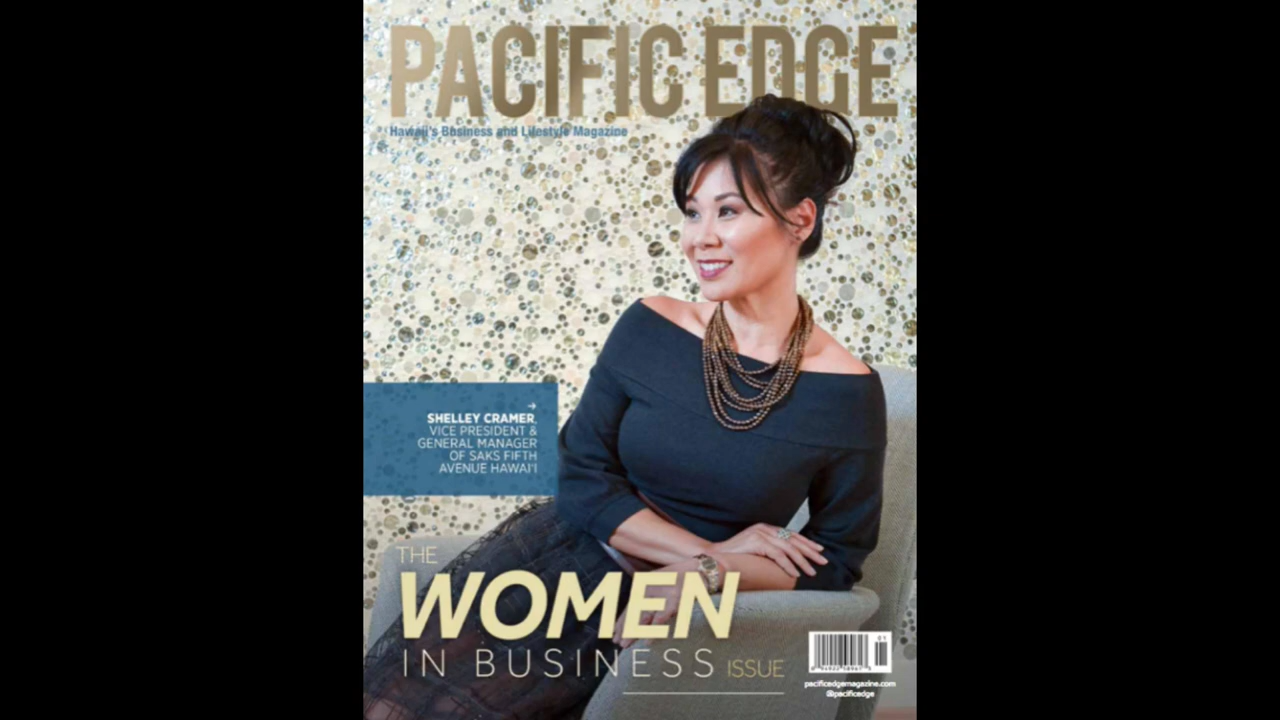 PACIFIC EDGE
Hawaii's Business and Lifestyle Magazine
SHELLEY CRAMER,
VICE PRESIDENT &
GENERAL MANAGER
OF SAKS FIFTH
AVENUE HAWAI'I
THE
WOMEN
IN BUSINESS ISSUE
pacificedgemagazine.com
@pacificedge